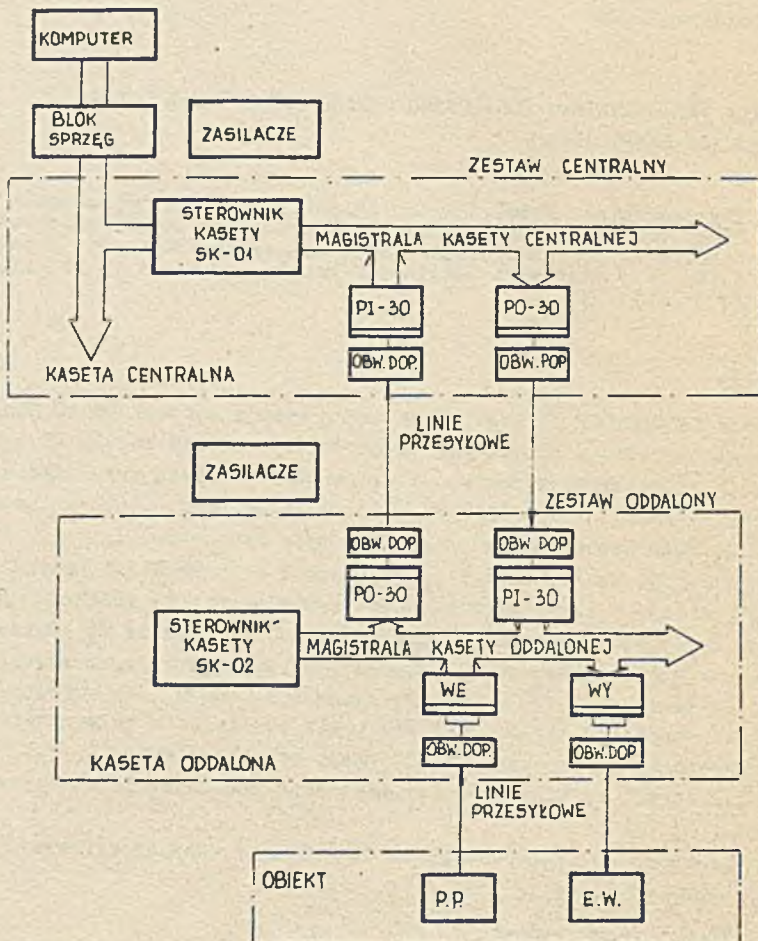 KOMPUTER
BLOK
SPRZĘG
ZASILACZE
ZESTAW CENTRALNY
STEROWNIK
KASETY
SK-01
MAGISTRALA KASETY CENTRALNEJ
PI-30
PO-30
OBW. DOP.
OBW. POP
KASETA CENTRALNA
LINIE
PRZESYŁOWE
ZASILACZE
ZESTAW ODDALONY
OBW. DOP
OBW. DOP
PO-30
PI-30
STEROWNIK
KASETY
SK-02
MAGISTRALA KASETY ODDALONEJ
WE
WY
OBW. DOP.
OBW. DOP
KASETA ODDALONA
LINIE
PRZESYŁOWE
OBIEKT
P.P.
E.W.